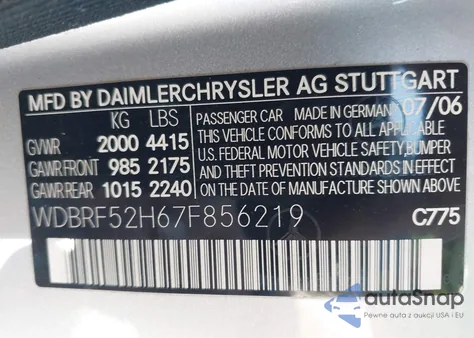 MFD BY DAIMLERCHRYSLER AG STUTTGART
KG LBS
GVWR 2000 4415
GAWR FRONT 985 2175
GAWR REAR 1015 2240
PASSENGER CAR MADE IN GERMANY 07/06
THIS VEHICLE CONFORMS TO ALL APPLICABLE
U.S. FEDERAL MOTOR VEHICLE SAFETY, BUMPER
AND THEFT PREVENTION STANDARDS
IN EFFECT ON THE DATE OF
MANUFACTURE SHOWN ABOVE.
WDBRF52H67F856219
C775
autoSnap
Pewne auta z okazji z USA i EU